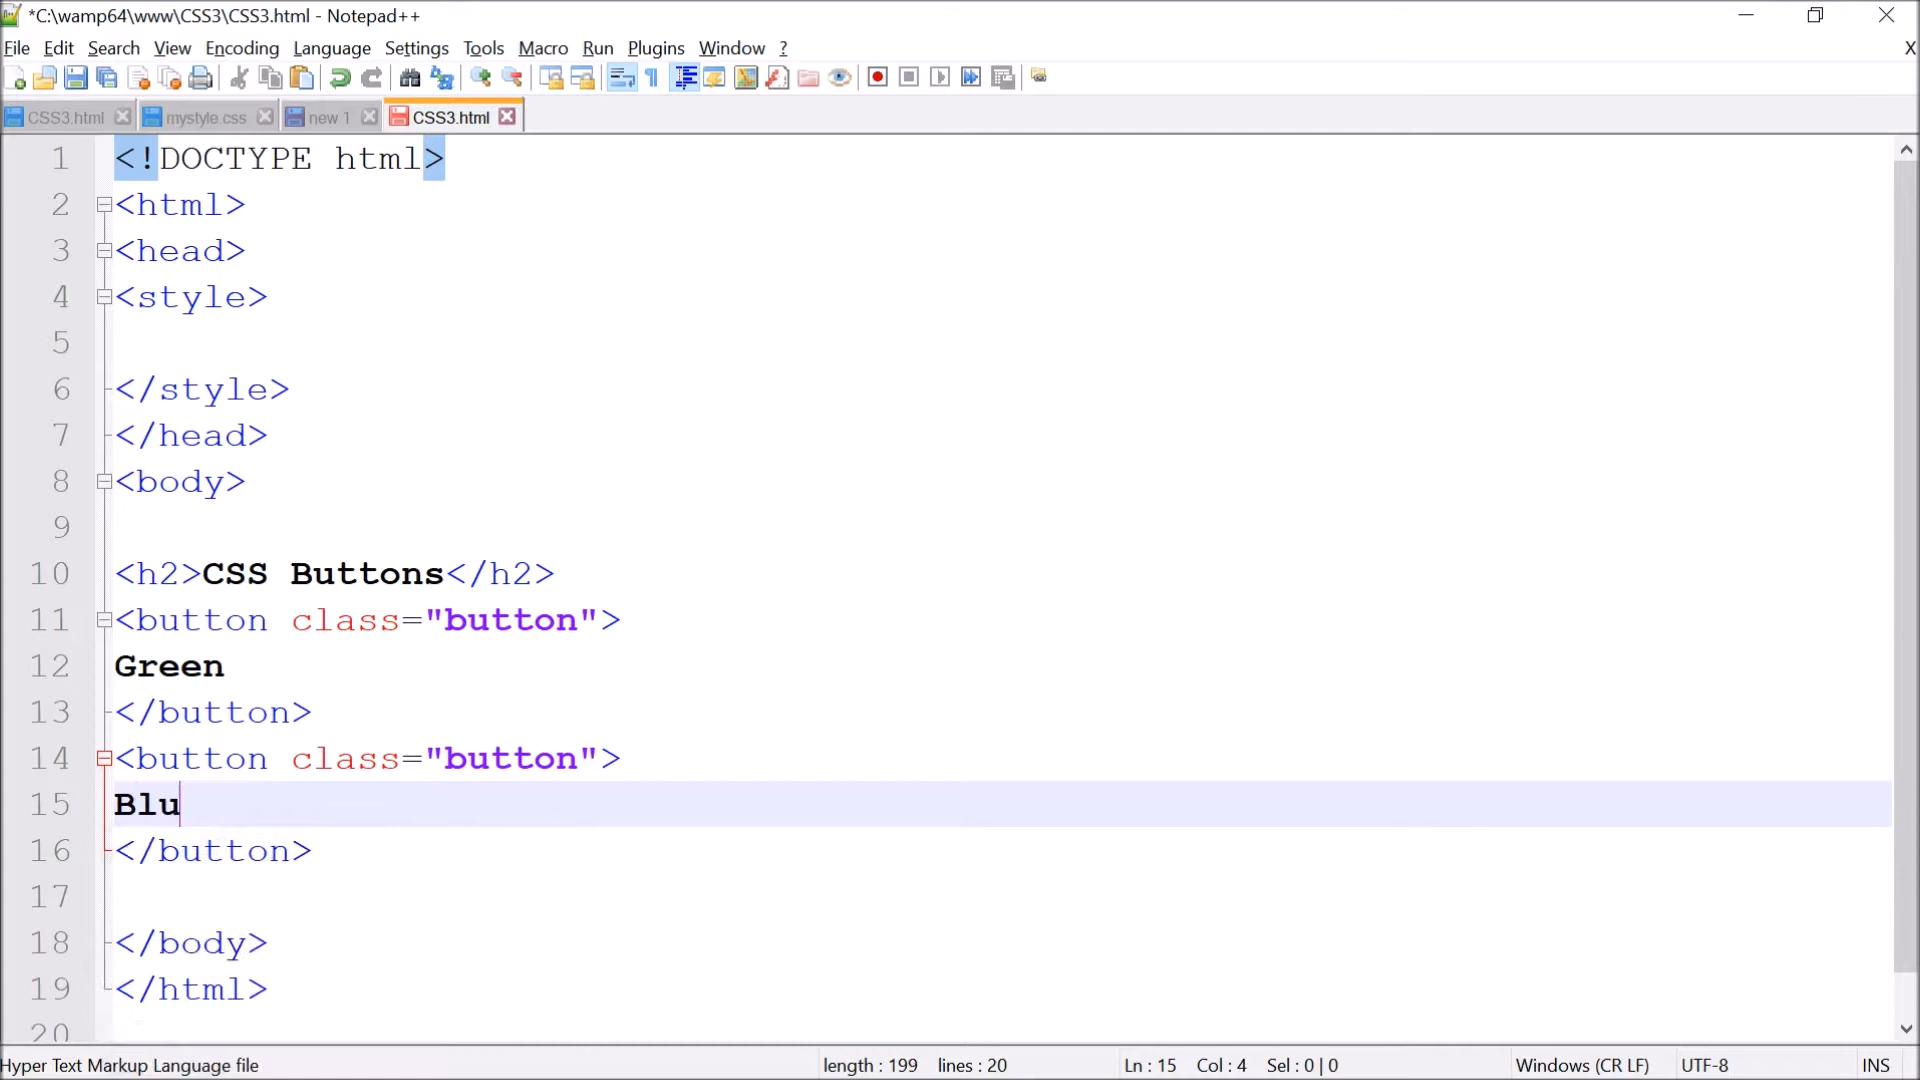 *C:\wamp64\www\CSS3\CSS3.html - Notepad++
File Edit Search View Encoding Language Settings Tools Macro Run Plugins Window ? X
CSS3.html mystyle.css new 1 CSS3.html
1 <!DOCTYPE html>
2 <html>
3 <head>
4 <style>
5
6 </style>
7 </head>
8 <body>
9
10 <h2>CSS Buttons</h2>
11 <button class="button">
12 Green
13 </button>
14 <button class="button">
15 Blu
16 </button>
17
18 </body>
19 </html>
20
Hyper Text Markup Language file length : 199 lines : 20 Ln : 15 Col : 4 Sel : 0 | 0 Windows (CR LF) UTF-8 INS